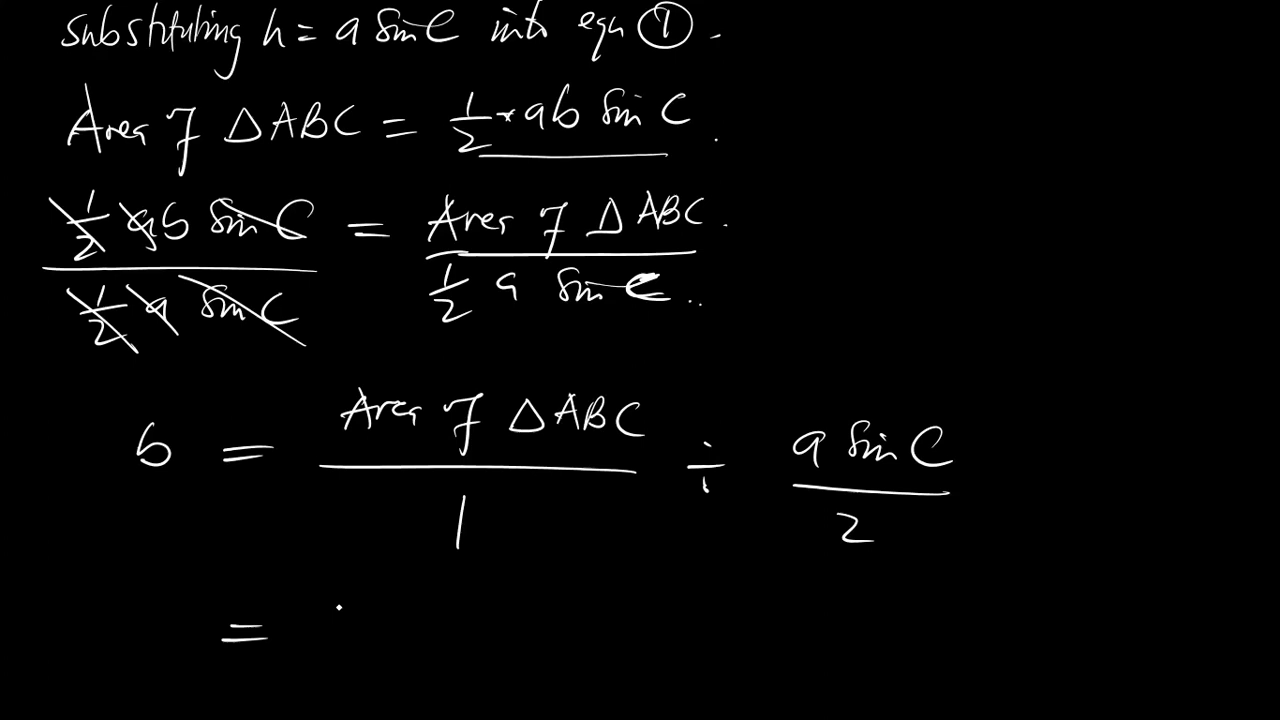 substituting h = a sin C into eqn ①.
Area of △ABC = 1/2 * ab sin C.
1/2 ab sin C / 1/2 a sin C = Area of △ABC / 1/2 a sin C..
b = Area of △ABC / 1 ÷ a sin C / 2
=